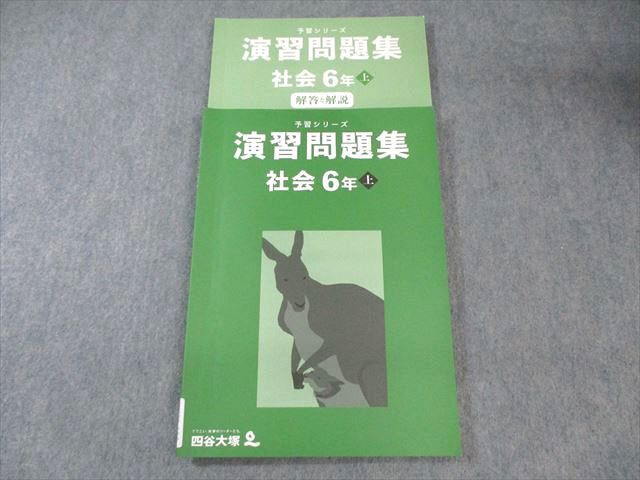 予習シリーズ
演習問題集
社会6年上
解答と解説
予習シリーズ
演習問題集
社会6年上
四谷大塚